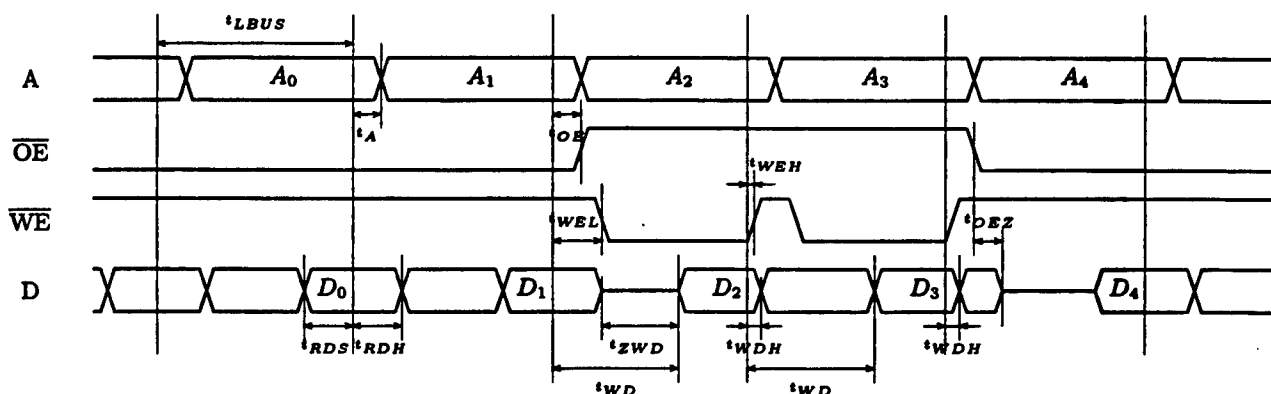 tLBUS
A A0 A1 A2 A3 A4
tA tOE
OE
tWEH
WE tWEL tOEZ
D D0 D1 D2 D3 D4
tRDS tRDH tZWD tWDH tWDH
tWD tWD